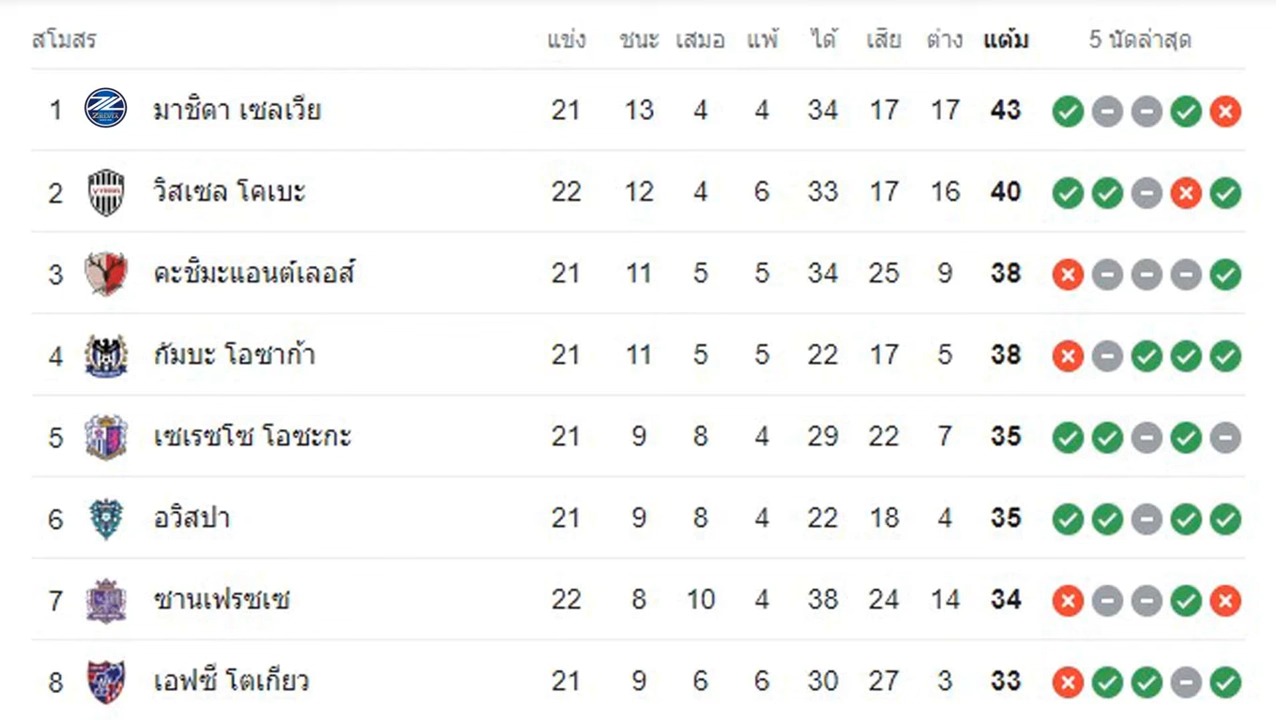 สโมสร แข่ง ชนะ เสมอ แพ้ ได้ เสีย ต่าง แต้ม 5 นัดล่าสุด
1 มาชิดา เซลเวีย 21 13 4 4 34 17 17 43
2 วิสเซล โคเบะ 22 12 4 6 33 17 16 40
3 คะชิมะแอนต์เลอส์ 21 11 5 5 34 25 9 38
4 กัมบะ โอซาก้า 21 11 5 5 22 17 5 38
5 เซเรซโซ โอซะกะ 21 9 8 4 29 22 7 35
6 อวิสปา 21 9 8 4 22 18 4 35
7 ซานเฟรซเซ 22 8 10 4 38 24 14 34
8 เอฟซี โตเกียว 21 9 6 6 30 27 3 33